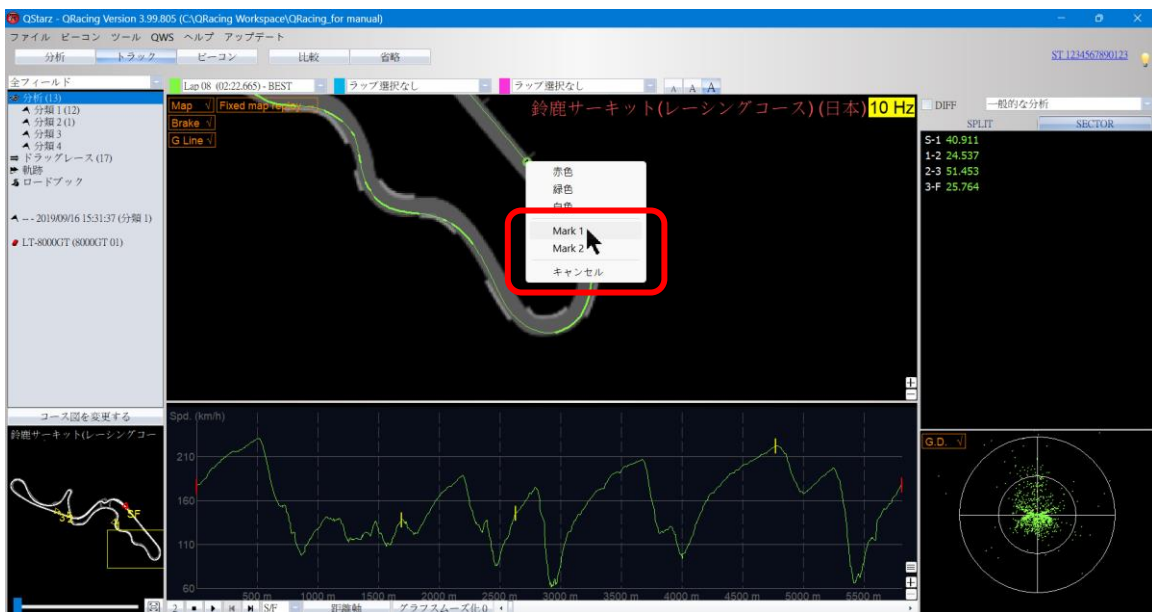 QStarz - QRacing Version 3.99.805 (C:\QRacing Workspace\QRacing_for manual)
ファイル ビーコン ツール QWS ヘルプ アップデート
分析 トラック ビーコン 比較 省略
ST 1234567890123
全フィールド
Lap 08 (02:22.665) - BEST ラップ選択なし ラップ選択なし A A A
DIFF 一般的な分析
SPLIT SECTOR
分析 (13)
分類 1 (12)
分類 2 (1)
分類 3
分類 4
ドラッグレース (17)
軌跡
ロードブック
--- 2019/09/16 15:31:37 (分類 1)
LT-8000GT (8000GT 01)
Map √ Fixed map replay
Brake √
G Line √
鈴鹿サーキット(レーシングコース) (日本) 10 Hz
赤色
緑色
白色
Mark 1
Mark 2
キャンセル
S-1 40.911
1-2 24.537
2-3 51.453
3-F 25.764
コース図を変更する
鈴鹿サーキット(レーシングコー
SF
Spd. (km/h)
210
160
110
60
500 m 1000 m 1500 m 2000 m 2500 m 3000 m 3500 m 4000 m 4500 m 5000 m 5500 m
G.D. √
2 S/F 距離軸 グラフスムーズ化 0